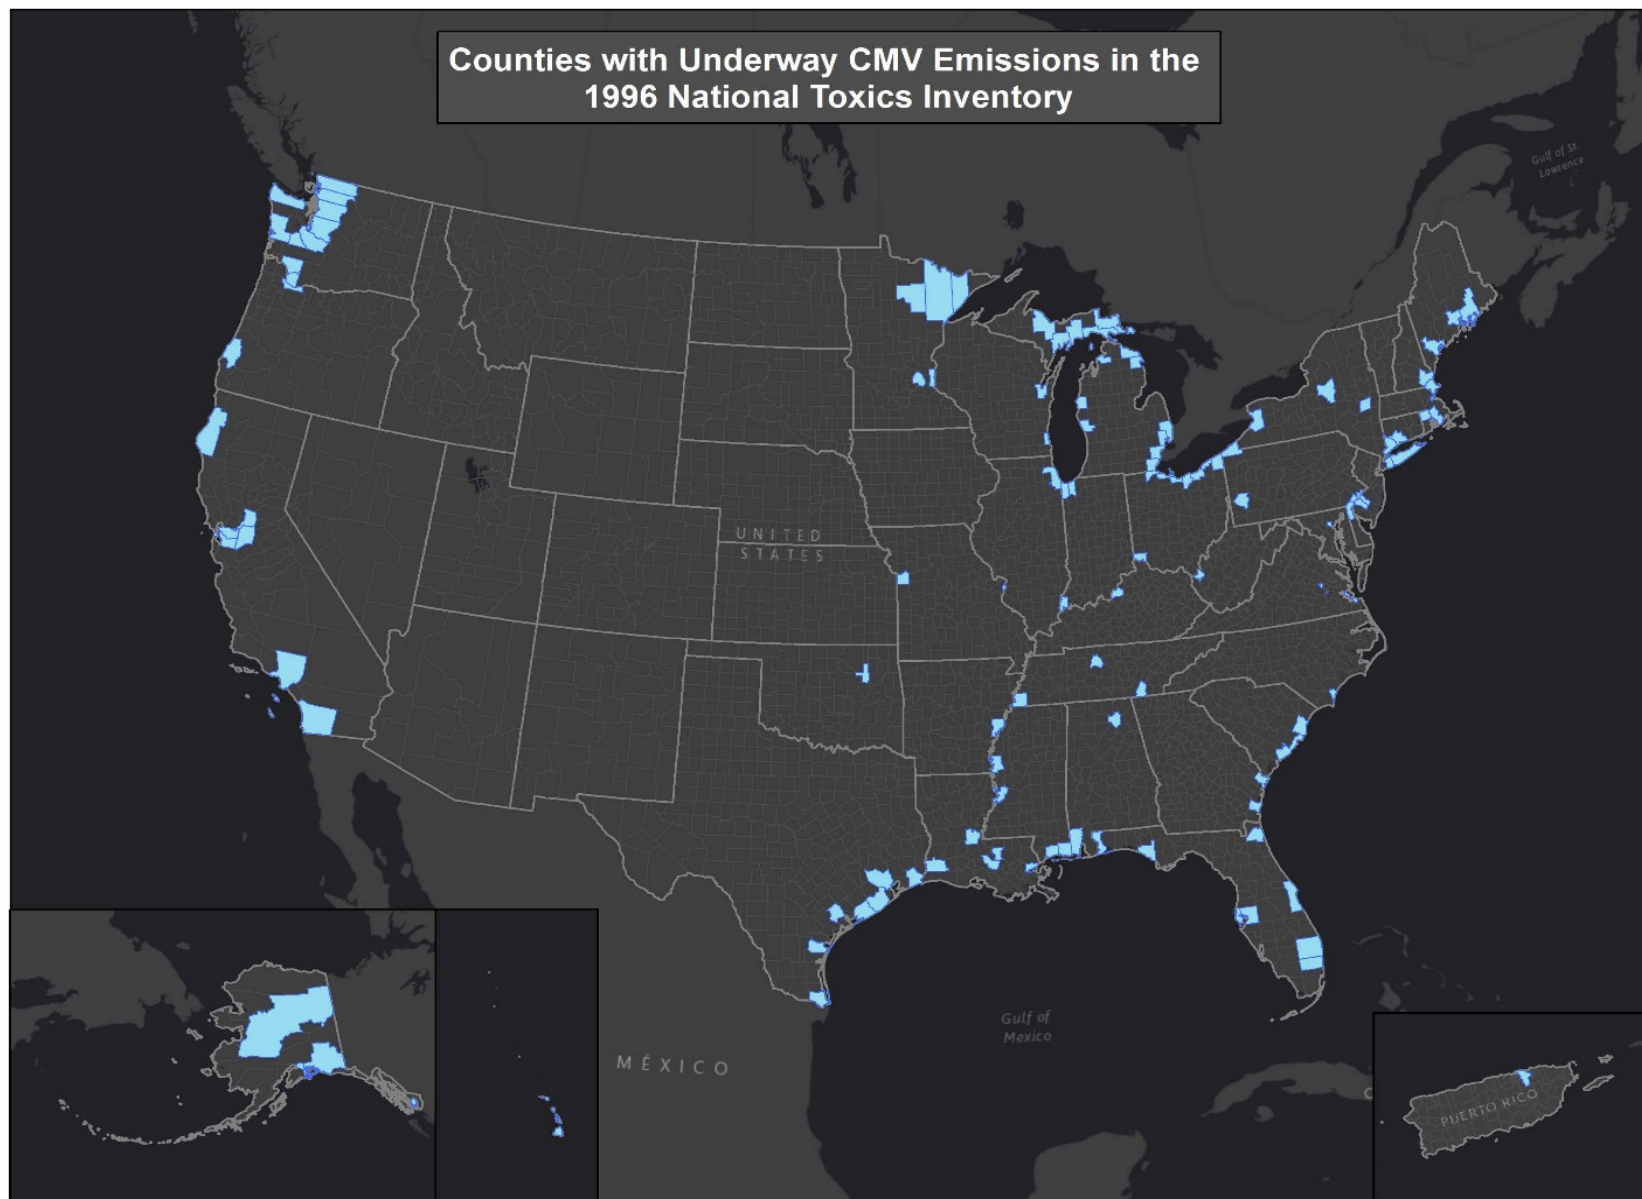 Counties with Underway CMV Emissions in the
1996 National Toxics Inventory
Gulf of St.
Lawrence
UNITED
STATES
Gulf of
Mexico
MÉXICO
PUERTO RICO